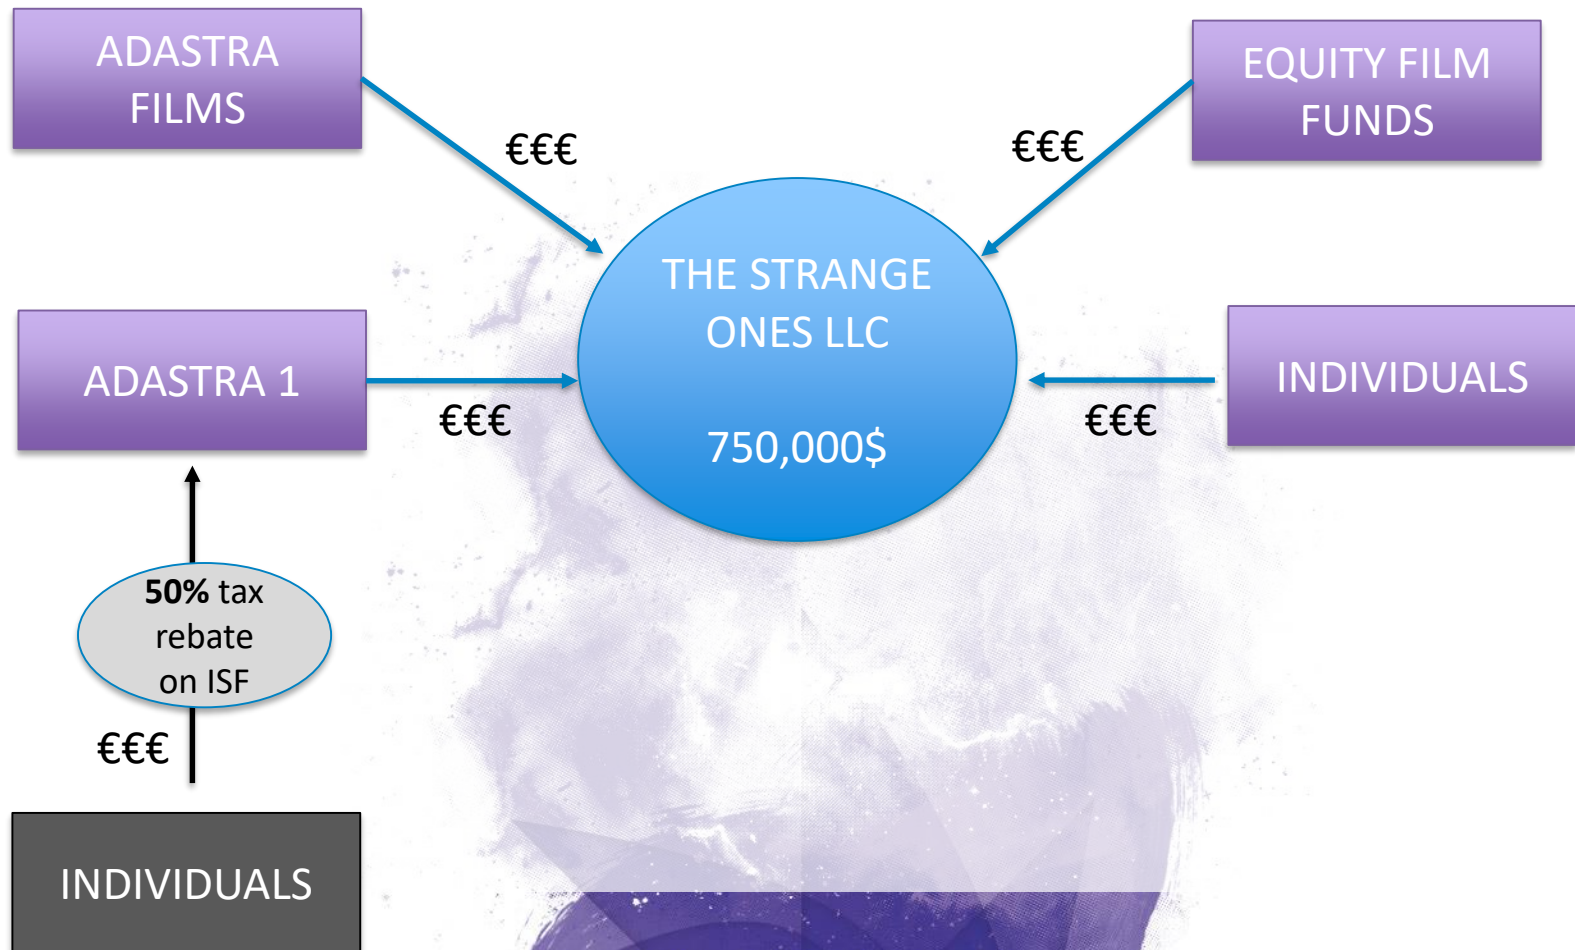 ADASTRA
FILMS
EQUITY FILM
FUNDS
€€€
€€€
THE STRANGE
ONES LLC
750,000$
ADASTRA 1
€€€
€€€
INDIVIDUALS
50% tax
rebate
on ISF
€€€
INDIVIDUALS